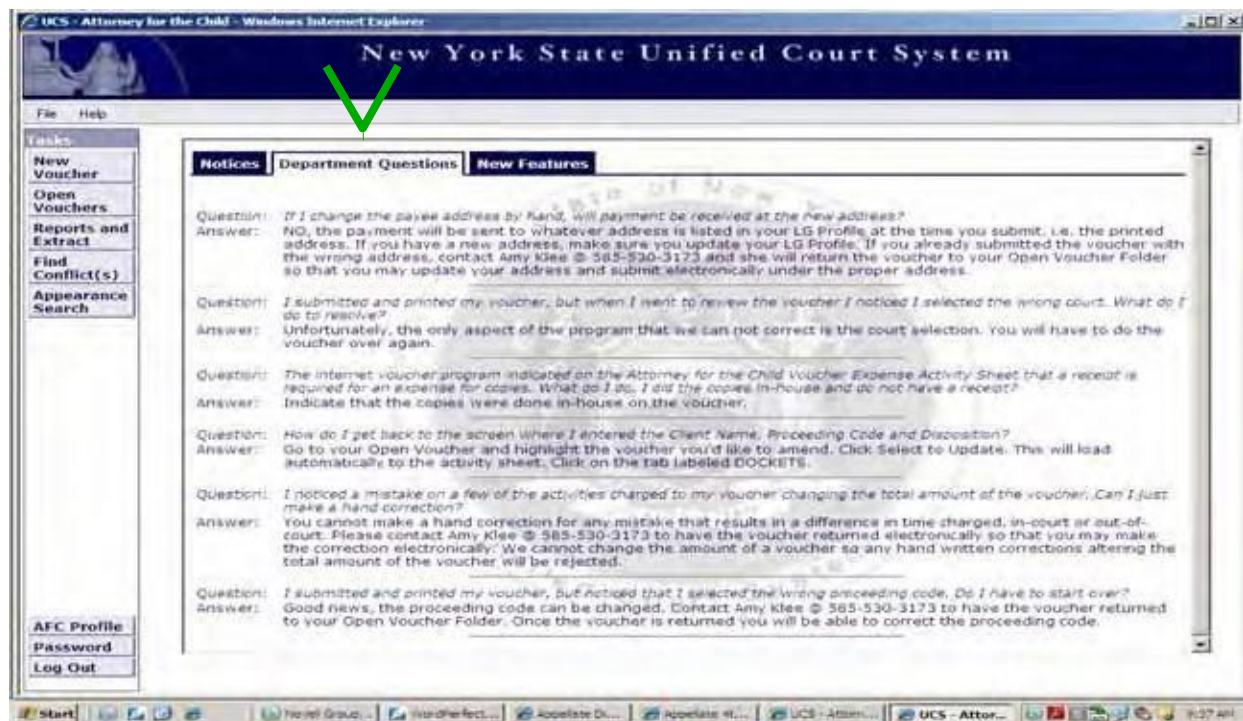 UCS - Attorney for the Child - Windows Internet Explorer
New York State Unified Court System
File Help
Tasks
New
Voucher
Open
Vouchers
Reports and
Extract
Find
Conflict(s)
Appearance
Search
AFC Profile
Password
Log Out
Notices Department Questions New Features
Question: If I change the payee address by hand, will payment be received at the new address?
Answer: NO, the payment will be sent to whatever address is listed in your LG Profile at the time you submit, i.e. the printed
address. If you have a new address, make sure you update your LG Profile. If you already submitted the voucher with
the wrong address, contact Amy Klee @ 585-530-3173 and she will return the voucher to your Open Voucher Folder
so that you may update your address and submit electronically under the proper address.
Question: I submitted and printed my voucher, but when I went to review the voucher I noticed I selected the wrong court. What do I
do to resolve?
Answer: Unfortunately, the only aspect of the program that we can not correct is the court selection. You will have to do the
voucher over again.
Question: The internet voucher program indicated on the Attorney for the Child Voucher Expense Activity Sheet that a receipt is
required for an expense for copies. What do I do, I did the copies in-house and do not have a receipt?
Answer: Indicate that the copies were done in-house on the voucher.
Question: How do I get back to the screen where I entered the Client Name, Proceeding Code and Disposition?
Answer: Go to your Open Voucher and highlight the voucher you'd like to amend. Click Select to Update. This will load
automatically to the activity sheet. Click on the tab labeled DOCKETS.
Question: I noticed a mistake on a few of the activities charged to my voucher changing the total amount of the voucher. Can I just
make a hand correction?
Answer: You cannot make a hand correction for any mistake that results in a difference in time charged, in-court or out-of-
court. Please contact Amy Klee @ 585-530-3173 to have the voucher returned electronically so that you may make
the correction electronically. We cannot change the amount of a voucher so any hand written corrections altering the
total amount of the voucher will be rejected.
Question: I submitted and printed my voucher, but noticed that I selected the wrong proceeding code. Do I have to start over?
Answer: Good news, the proceeding code can be changed. Contact Amy Klee @ 585-530-3173 to have the voucher returned
to your Open Voucher Folder. Once the voucher is returned you will be able to correct the proceeding code.
Start Novell Group... WordPerfect... Appellate Di... Appellate ... UCS - Attorn... UCS - Attor... 9:37 AM